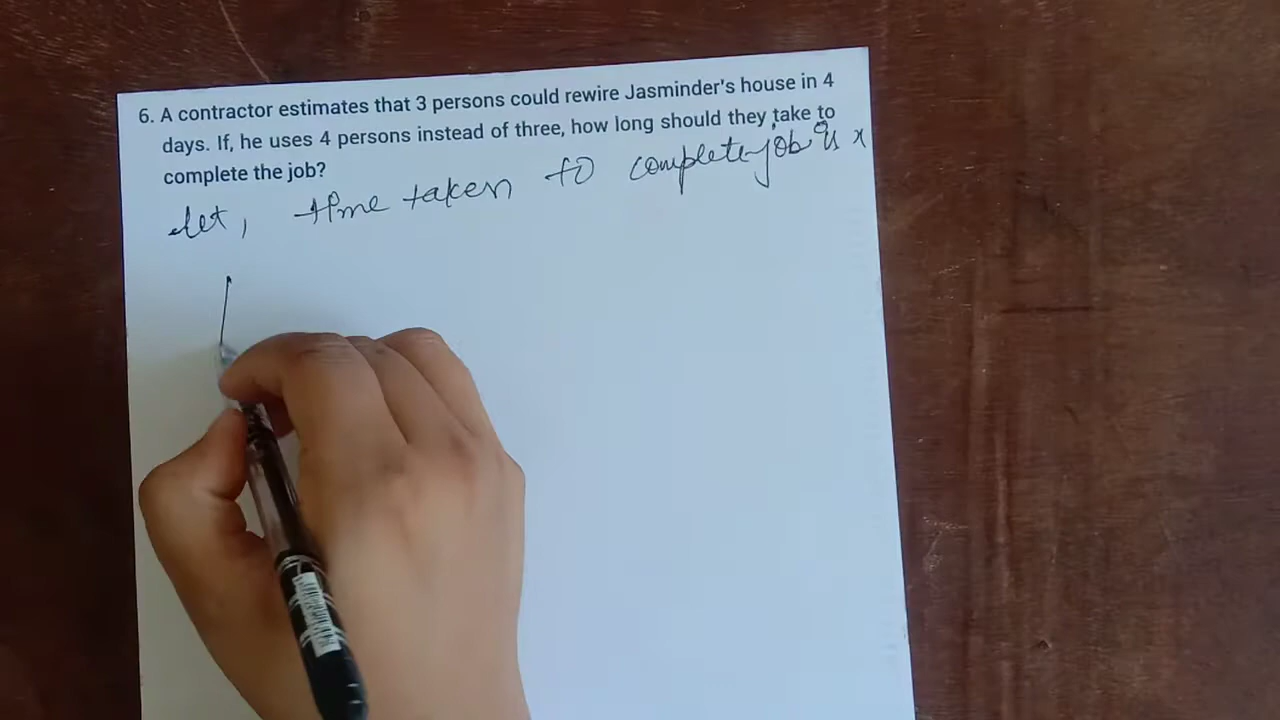 6. A contractor estimates that 3 persons could rewire Jasminder's house in 4
days. If, he uses 4 persons instead of three, how long should they take to
complete the job?
Let, time taken to complete job is x